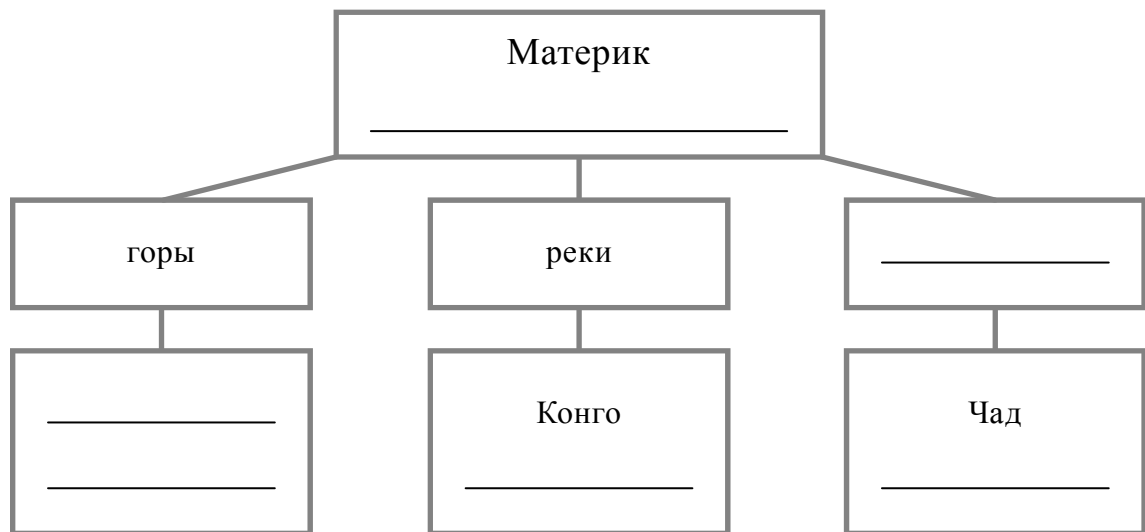 Материк
горы
реки
Конго
Чад